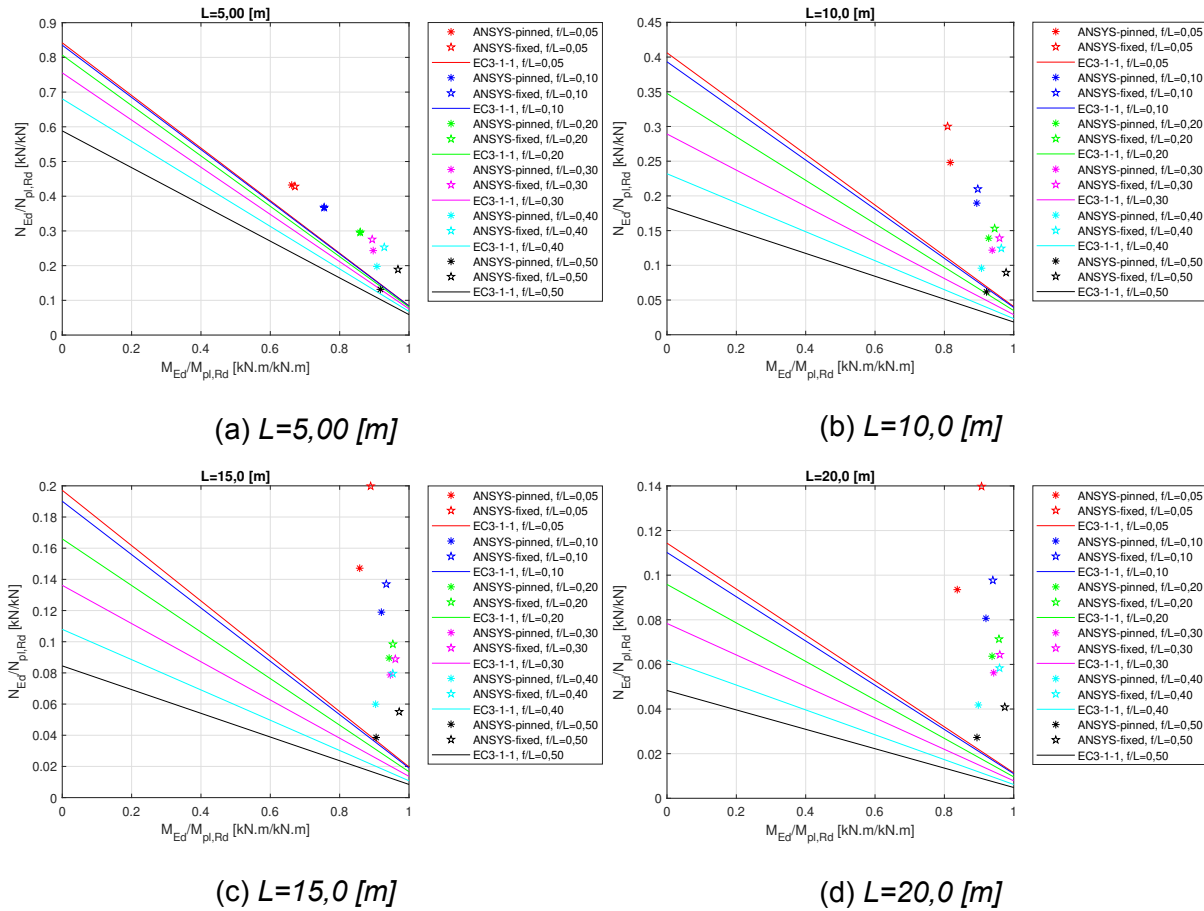 L=5,00 [m]
0.9
0.8
0.7
0.6
0.5
0.4
0.3
0.2
0.1
0
N_Ed/N_pl,Rd [kN/kN]
0 0.2 0.4 0.6 0.8 1
M_Ed/M_pl,Rd [kN.m/kN.m]
ANSYS-pinned, f/L=0,05
ANSYS-fixed, f/L=0,05
EC3-1-1, f/L=0,05
ANSYS-pinned, f/L=0,10
ANSYS-fixed, f/L=0,10
EC3-1-1, f/L=0,10
ANSYS-pinned, f/L=0,20
ANSYS-fixed, f/L=0,20
EC3-1-1, f/L=0,20
ANSYS-pinned, f/L=0,30
ANSYS-fixed, f/L=0,30
EC3-1-1, f/L=0,30
ANSYS-pinned, f/L=0,40
ANSYS-fixed, f/L=0,40
EC3-1-1, f/L=0,40
ANSYS-pinned, f/L=0,50
ANSYS-fixed, f/L=0,50
EC3-1-1, f/L=0,50
(a) L=5,00 [m]
L=10,0 [m]
0.45
0.4
0.35
0.3
0.25
0.2
0.15
0.1
0.05
0
N_Ed/N_pl,Rd [kN/kN]
0 0.2 0.4 0.6 0.8 1
M_Ed/M_pl,Rd [kN.m/kN.m]
ANSYS-pinned, f/L=0,05
ANSYS-fixed, f/L=0,05
EC3-1-1, f/L=0,05
ANSYS-pinned, f/L=0,10
ANSYS-fixed, f/L=0,10
EC3-1-1, f/L=0,10
ANSYS-pinned, f/L=0,20
ANSYS-fixed, f/L=0,20
EC3-1-1, f/L=0,20
ANSYS-pinned, f/L=0,30
ANSYS-fixed, f/L=0,30
EC3-1-1, f/L=0,30
ANSYS-pinned, f/L=0,40
ANSYS-fixed, f/L=0,40
EC3-1-1, f/L=0,40
ANSYS-pinned, f/L=0,50
ANSYS-fixed, f/L=0,50
EC3-1-1, f/L=0,50
(b) L=10,0 [m]
L=15,0 [m]
0.2
0.18
0.16
0.14
0.12
0.1
0.08
0.06
0.04
0.02
0
N_Ed/N_pl,Rd [kN/kN]
0 0.2 0.4 0.6 0.8 1
M_Ed/M_pl,Rd [kN.m/kN.m]
ANSYS-pinned, f/L=0,05
ANSYS-fixed, f/L=0,05
EC3-1-1, f/L=0,05
ANSYS-pinned, f/L=0,10
ANSYS-fixed, f/L=0,10
EC3-1-1, f/L=0,10
ANSYS-pinned, f/L=0,20
ANSYS-fixed, f/L=0,20
EC3-1-1, f/L=0,20
ANSYS-pinned, f/L=0,30
ANSYS-fixed, f/L=0,30
EC3-1-1, f/L=0,30
ANSYS-pinned, f/L=0,40
ANSYS-fixed, f/L=0,40
EC3-1-1, f/L=0,40
ANSYS-pinned, f/L=0,50
ANSYS-fixed, f/L=0,50
EC3-1-1, f/L=0,50
(c) L=15,0 [m]
L=20,0 [m]
0.14
0.12
0.1
0.08
0.06
0.04
0.02
0
N_Ed/N_pl,Rd [kN/kN]
0 0.2 0.4 0.6 0.8 1
M_Ed/M_pl,Rd [kN.m/kN.m]
ANSYS-pinned, f/L=0,05
ANSYS-fixed, f/L=0,05
EC3-1-1, f/L=0,05
ANSYS-pinned, f/L=0,10
ANSYS-fixed, f/L=0,10
EC3-1-1, f/L=0,10
ANSYS-pinned, f/L=0,20
ANSYS-fixed, f/L=0,20
EC3-1-1, f/L=0,20
ANSYS-pinned, f/L=0,30
ANSYS-fixed, f/L=0,30
EC3-1-1, f/L=0,30
ANSYS-pinned, f/L=0,40
ANSYS-fixed, f/L=0,40
EC3-1-1, f/L=0,40
ANSYS-pinned, f/L=0,50
ANSYS-fixed, f/L=0,50
EC3-1-1, f/L=0,50
(d) L=20,0 [m]